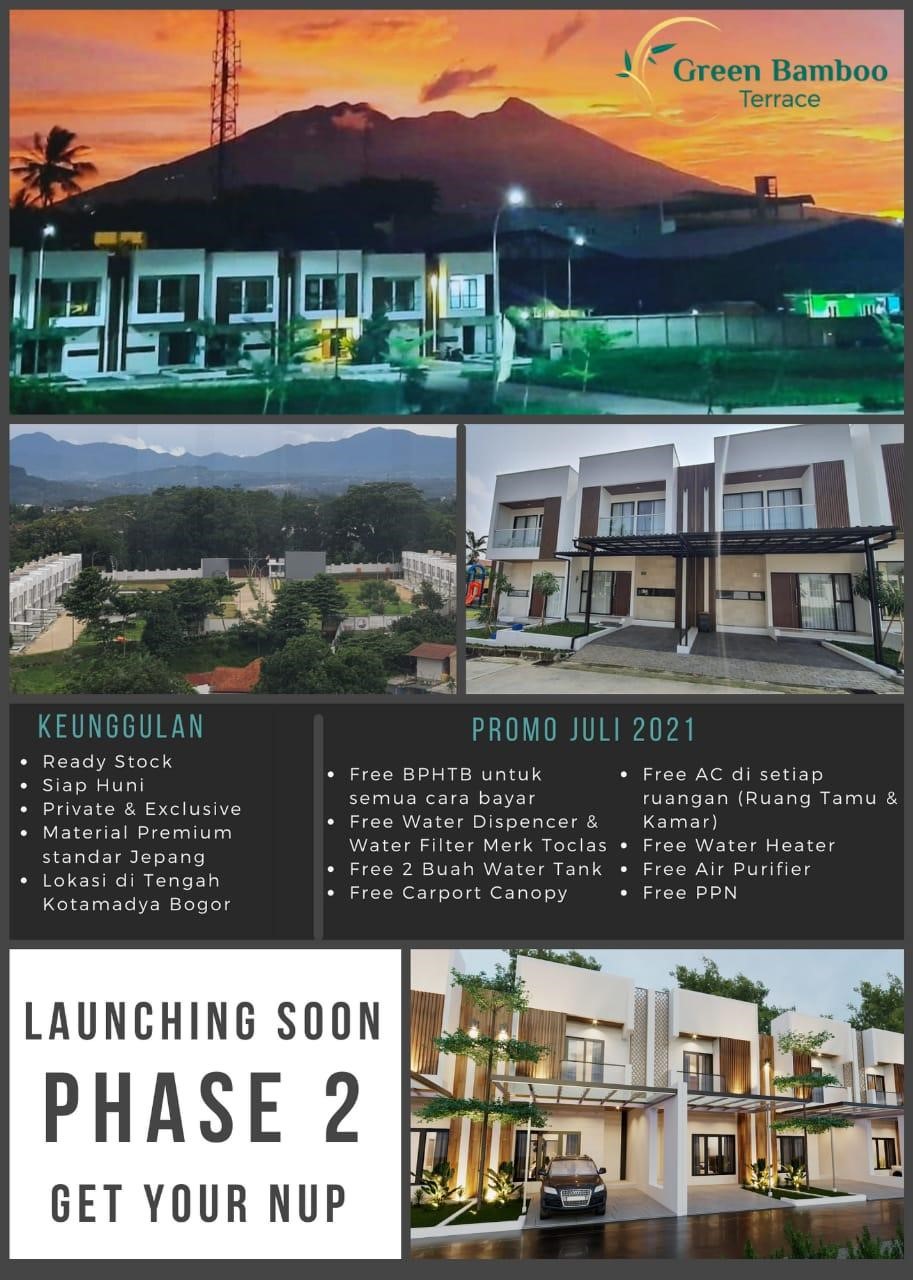 Green Bamboo
Terrace
KEUNGGULAN
• Ready Stock
• Siap Huni
• Private & Exclusive
• Material Premium
standar Jepang
• Lokasi di Tengah
Kotamadya Bogor
PROMO JULI 2021
• Free BPHTB untuk
semua cara bayar
• Free Water Dispencer &
Water Filter Merk Toclas
• Free 2 Buah Water Tank
• Free Carport Canopy
• Free AC di setiap
ruangan (Ruang Tamu &
Kamar)
• Free Water Heater
• Free Air Purifier
• Free PPN
LAUNCHING SOON
PHASE 2
GET YOUR NUP